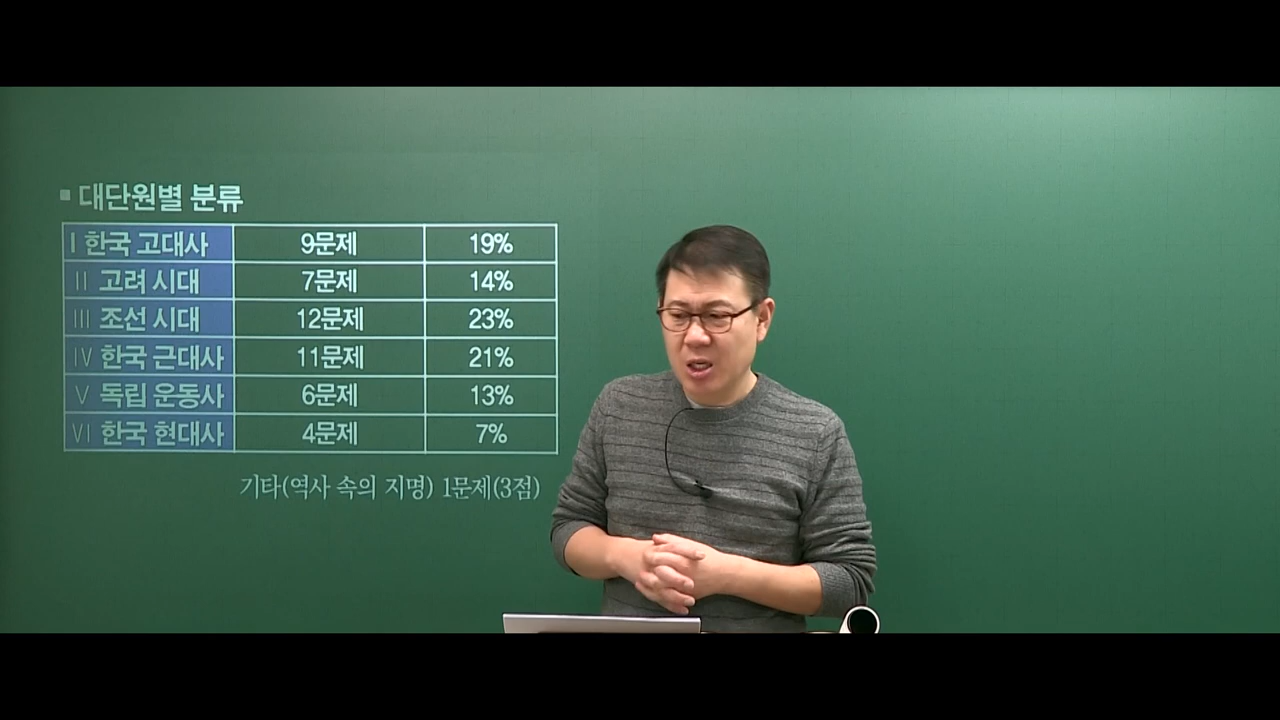 ▪ 대단원별 분류
Ⅰ 한국 고대사 9문제 19%
Ⅱ 고려 시대 7문제 14%
Ⅲ 조선 시대 12문제 23%
Ⅳ 한국 근대사 11문제 21%
Ⅴ 독립 운동사 6문제 13%
Ⅵ 한국 현대사 4문제 7%
기타(역사 속의 지명) 1문제(3점)